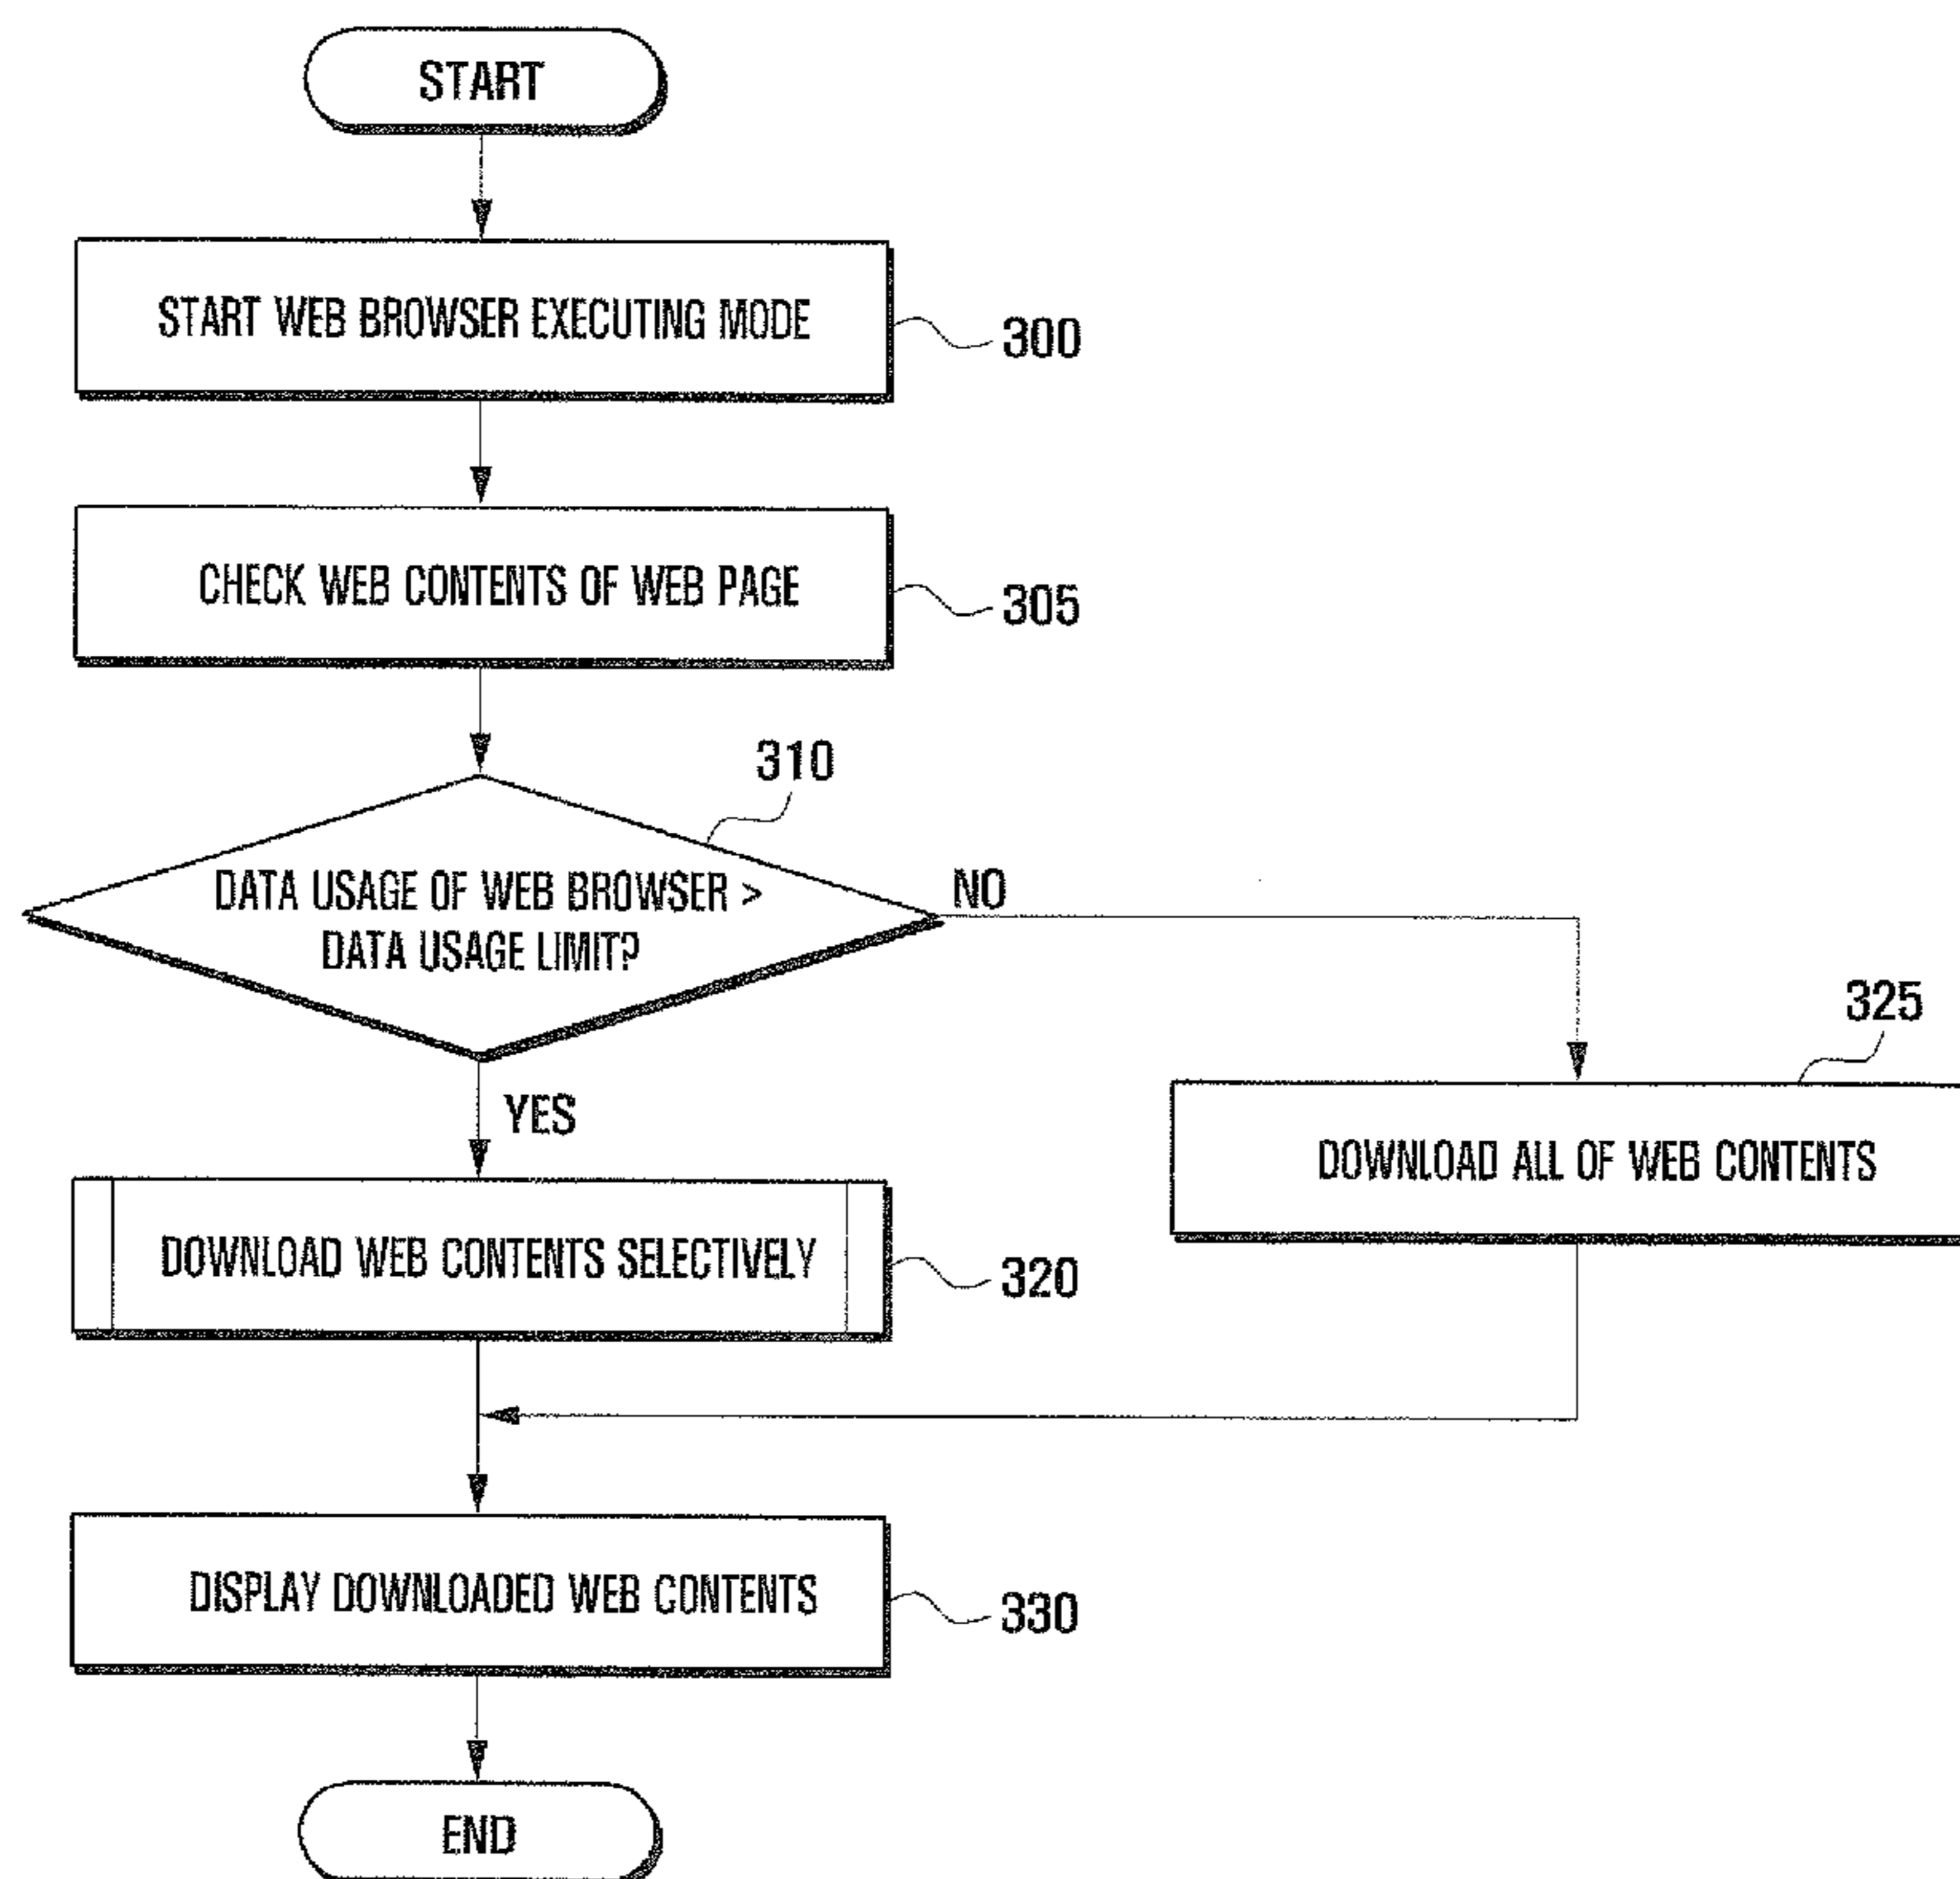 START
START WEB BROWSER EXECUTING MODE
300
CHECK WEB CONTENTS OF WEB PAGE
305
310
DATA USAGE OF WEB BROWSER >
DATA USAGE LIMIT?
NO
YES
325
DOWNLOAD ALL OF WEB CONTENTS
DOWNLOAD WEB CONTENTS SELECTIVELY
320
DISPLAY DOWNLOADED WEB CONTENTS
330
END